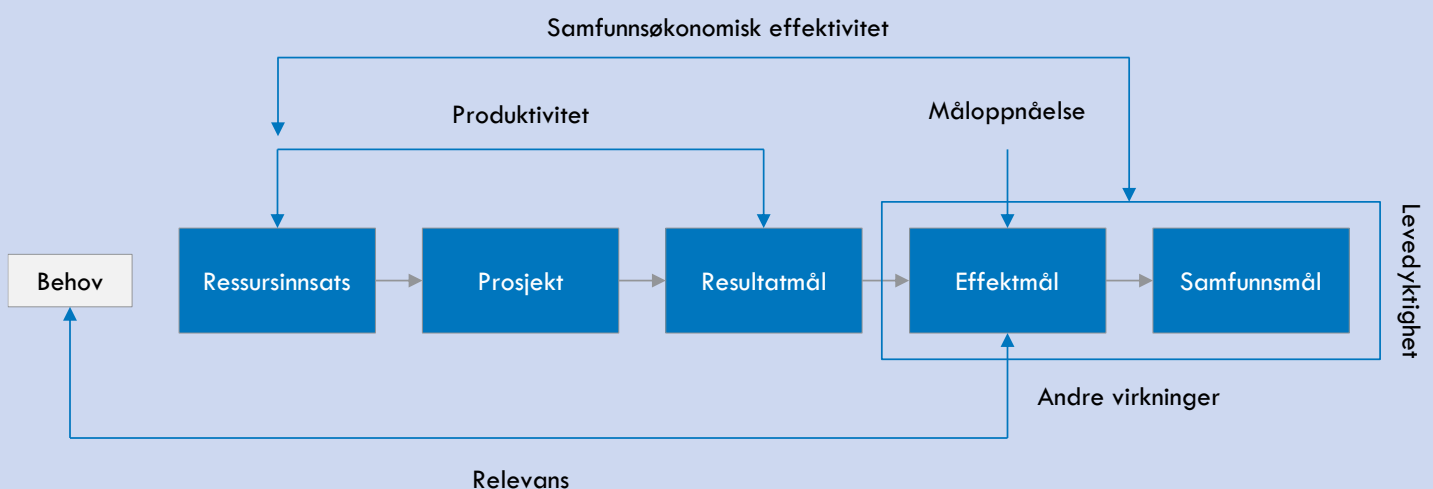 Samfunnsøkonomisk effektivitet
Produktivitet
Måloppnåelse
Behov
Ressursinnsats
Prosjekt
Resultatmål
Effektmål
Samfunnsmål
Levedyktighet
Andre virkninger
Relevans